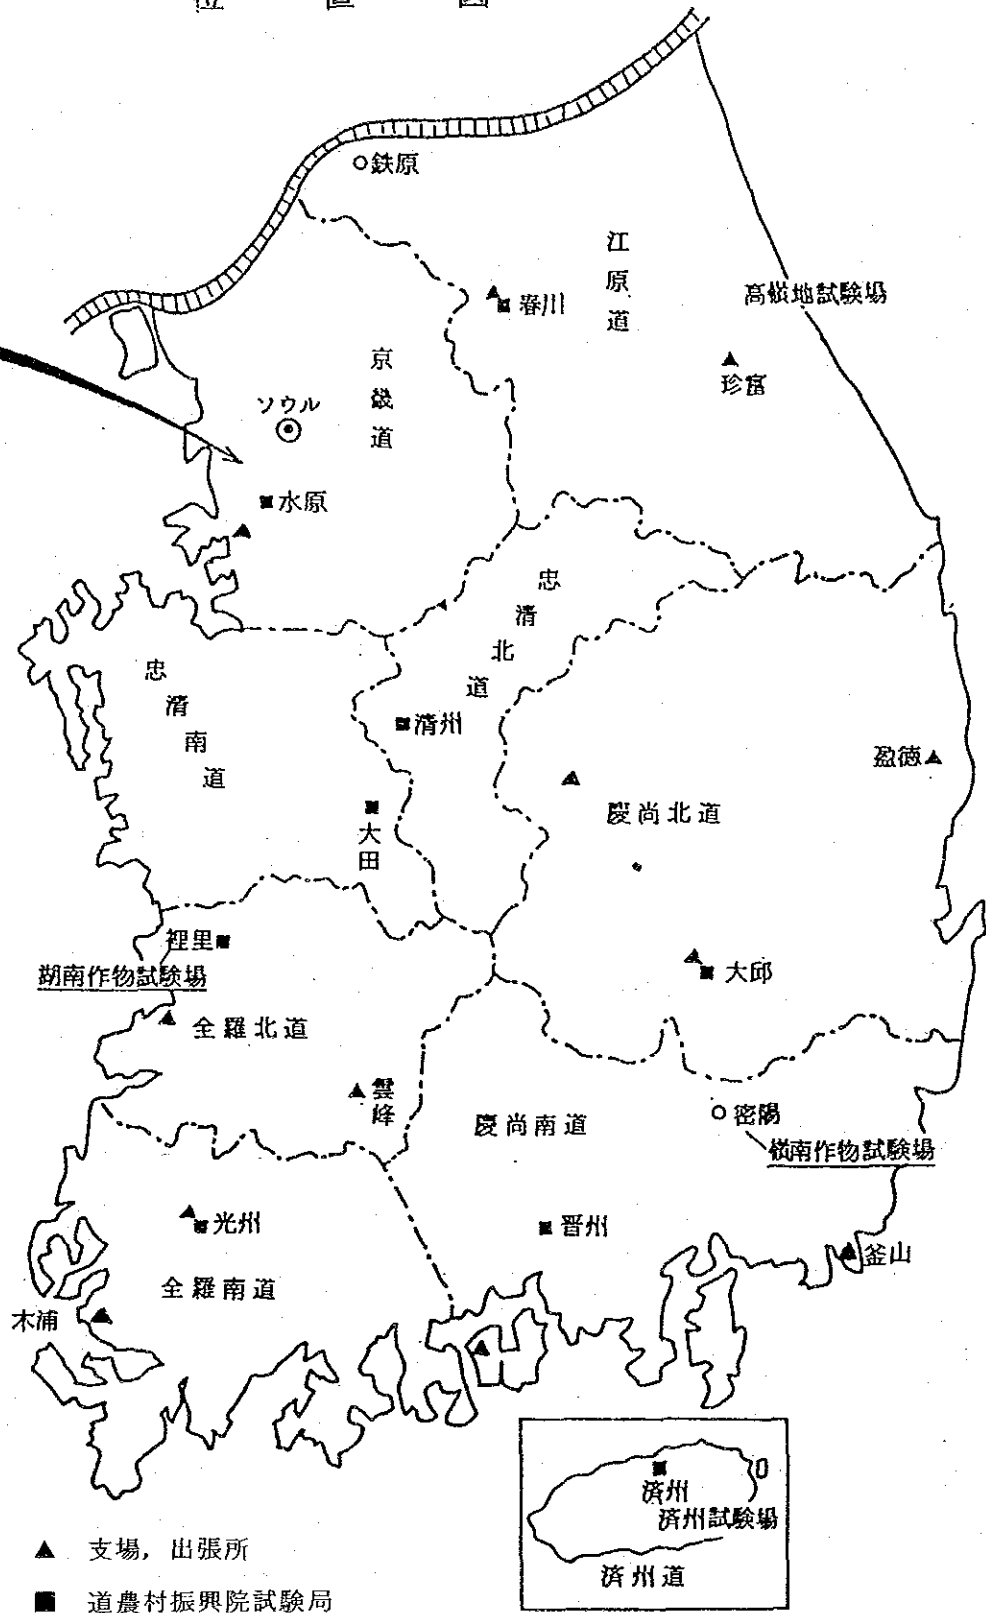 位置図
鉄原
江原道
春川
高嶺地試験場
京畿道
珍富
ソウル
水原
忠清北道
忠清南道
清州
盈徳
慶尚北道
大田
裡里
湖南作物試験場
大邱
全羅北道
雲峰
慶尚南道
密陽
嶺南作物試験場
光州
晋州
釜山
全羅南道
木浦
済州
済州試験場
済州道
▲ 支場，出張所
■ 道農村振興院試験局